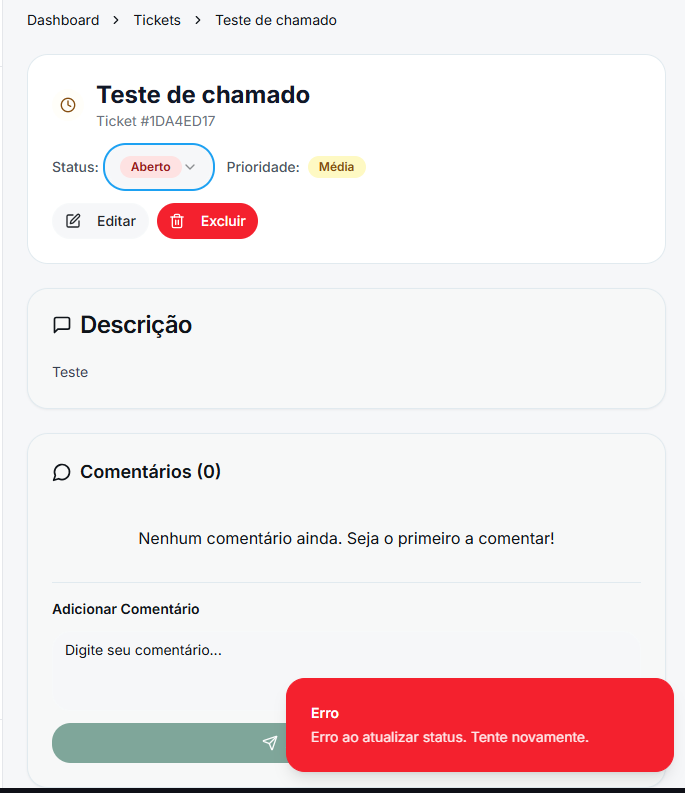 Dashboard > Tickets > Teste de chamado
Teste de chamado
Ticket #1DA4ED17
Status: Aberto Prioridade: Média
Editar Excluir
Descrição
Teste
Comentários (0)
Nenhum comentário ainda. Seja o primeiro a comentar!
Adicionar Comentário
Digite seu comentário...
Erro
Erro ao atualizar status. Tente novamente.